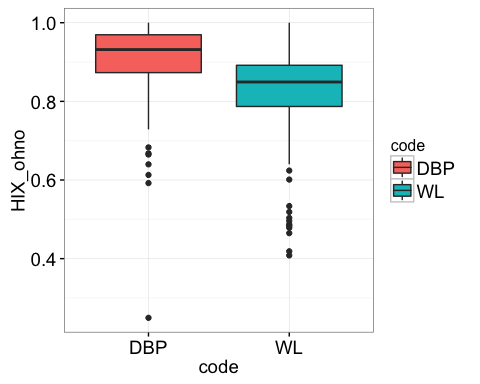 HIX_ohno
1.0
0.8
0.6
0.4
DBP WL
code
code
DBP
WL